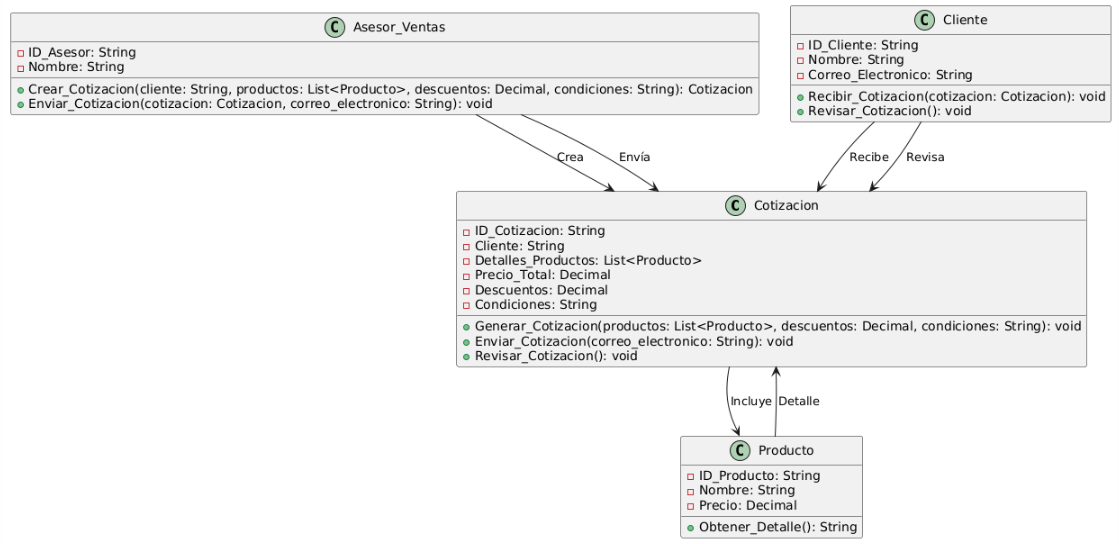 C Asesor_Ventas
ID_Asesor: String
Nombre: String
Crear_Cotizacion(cliente: String, productos: List<Producto>, descuentos: Decimal, condiciones: String): Cotizacion
Enviar_Cotizacion(cotizacion: Cotizacion, correo_electronico: String): void
C Cliente
ID_Cliente: String
Nombre: String
Correo_Electronico: String
Recibir_Cotizacion(cotizacion: Cotizacion): void
Revisar_Cotizacion(): void
Crea
Envía
Recibe
Revisa
C Cotizacion
ID_Cotizacion: String
Cliente: String
Detalles_Productos: List<Producto>
Precio_Total: Decimal
Descuentos: Decimal
Condiciones: String
Generar_Cotizacion(productos: List<Producto>, descuentos: Decimal, condiciones: String): void
Enviar_Cotizacion(correo_electronico: String): void
Revisar_Cotizacion(): void
Incluye
Detalle
C Producto
ID_Producto: String
Nombre: String
Precio: Decimal
Obtener_Detalle(): String